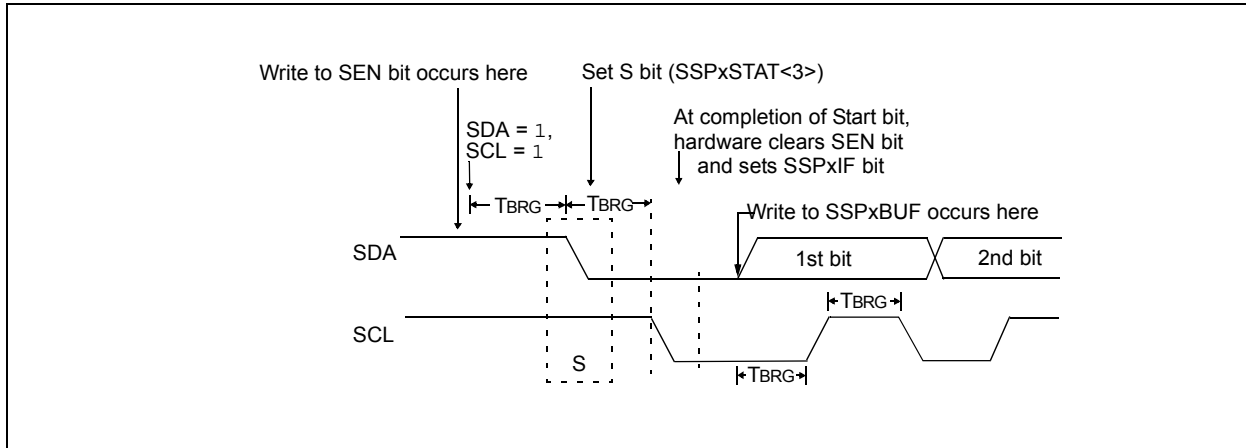 Write to SEN bit occurs here
Set S bit (SSPxSTAT<3>)
SDA = 1,
SCL = 1
At completion of Start bit,
hardware clears SEN bit
and sets SSPxIF bit
TBRG
TBRG
Write to SSPxBUF occurs here
SDA
1st bit
2nd bit
TBRG
SCL
S
TBRG